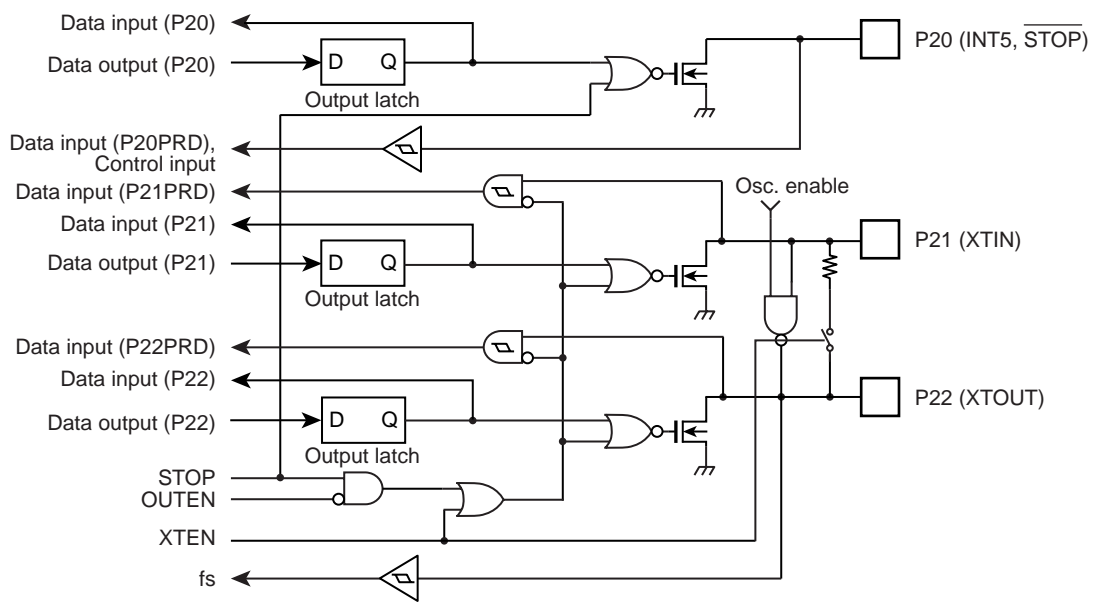 Data input (P20)
Data output (P20)
D Q
Output latch
P20 (INT5, STOP)
Data input (P20PRD),
Control input
Data input (P21PRD)
Osc. enable
Data input (P21)
P21 (XTIN)
Data output (P21)
D Q
Output latch
Data input (P22PRD)
Data input (P22)
P22 (XTOUT)
Data output (P22)
D Q
Output latch
STOP
OUTEN
XTEN
fs